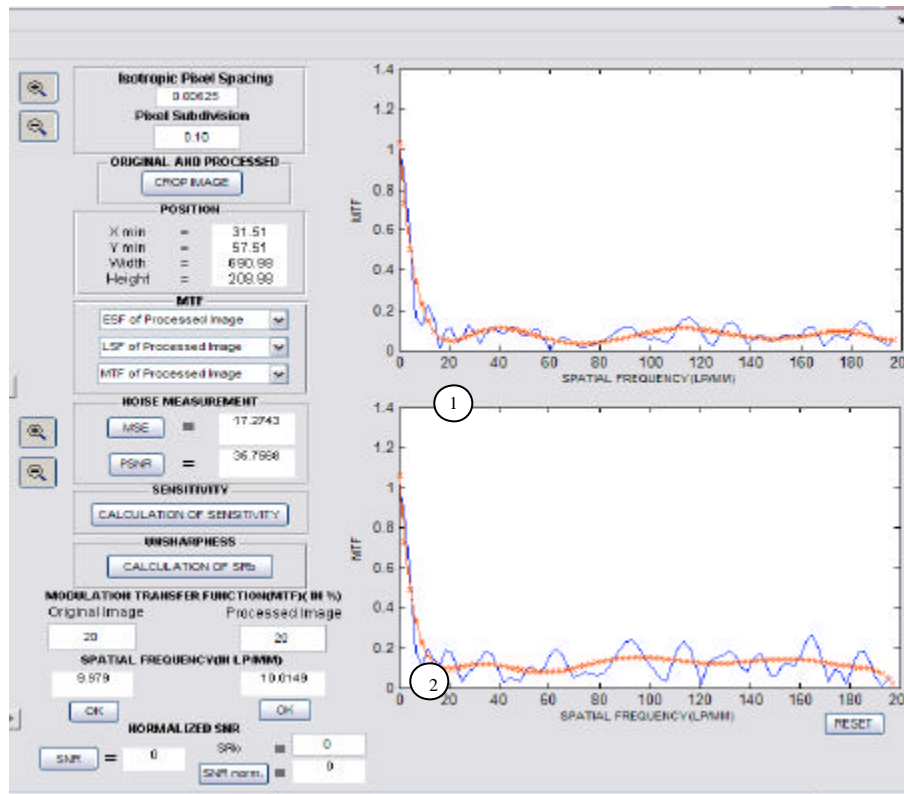 Isotropic Pixel Spacing
0.00625
Pixel Subdivision
0.10
ORIGINAL AND PROCESSED
CROP IMAGE
POSITION
X min = 31.51
Y min = 57.51
Width = 690.98
Height = 208.98
MTF
ESF of Processed Image
LSF of Processed Image
MTF of Processed Image
NOISE MEASUREMENT
MSE = 17.2743
PSNR =
SENSITIVITY
CALCULATION OF SENSITIVITY
UNSHARPNESS
CALCULATION OF SRb
MODULATION TRANSFER FUNCTION(MTF)( IN %)
Original Image Processed Image
20 20
SPATIAL FREQUENCY(IN LP/MM)
9.979 10.0149
OK OK
NORMALIZED SNR
SNR = 0
SRb = 0
SNR norm. = 0
1.4
1.2
1
0.8
0.6
0.4
0.2
0
MTF
0 20 40 60 80 100 120 140 160 180 200
SPATIAL FREQUENCY(LP/MM)
1
1.4
1.2
1
0.8
0.6
0.4
0.2
0
MTF
2
0 20 40 60 80 100 120 140 160 180 200
SPATIAL FREQUENCY(LP/MM)
RESET